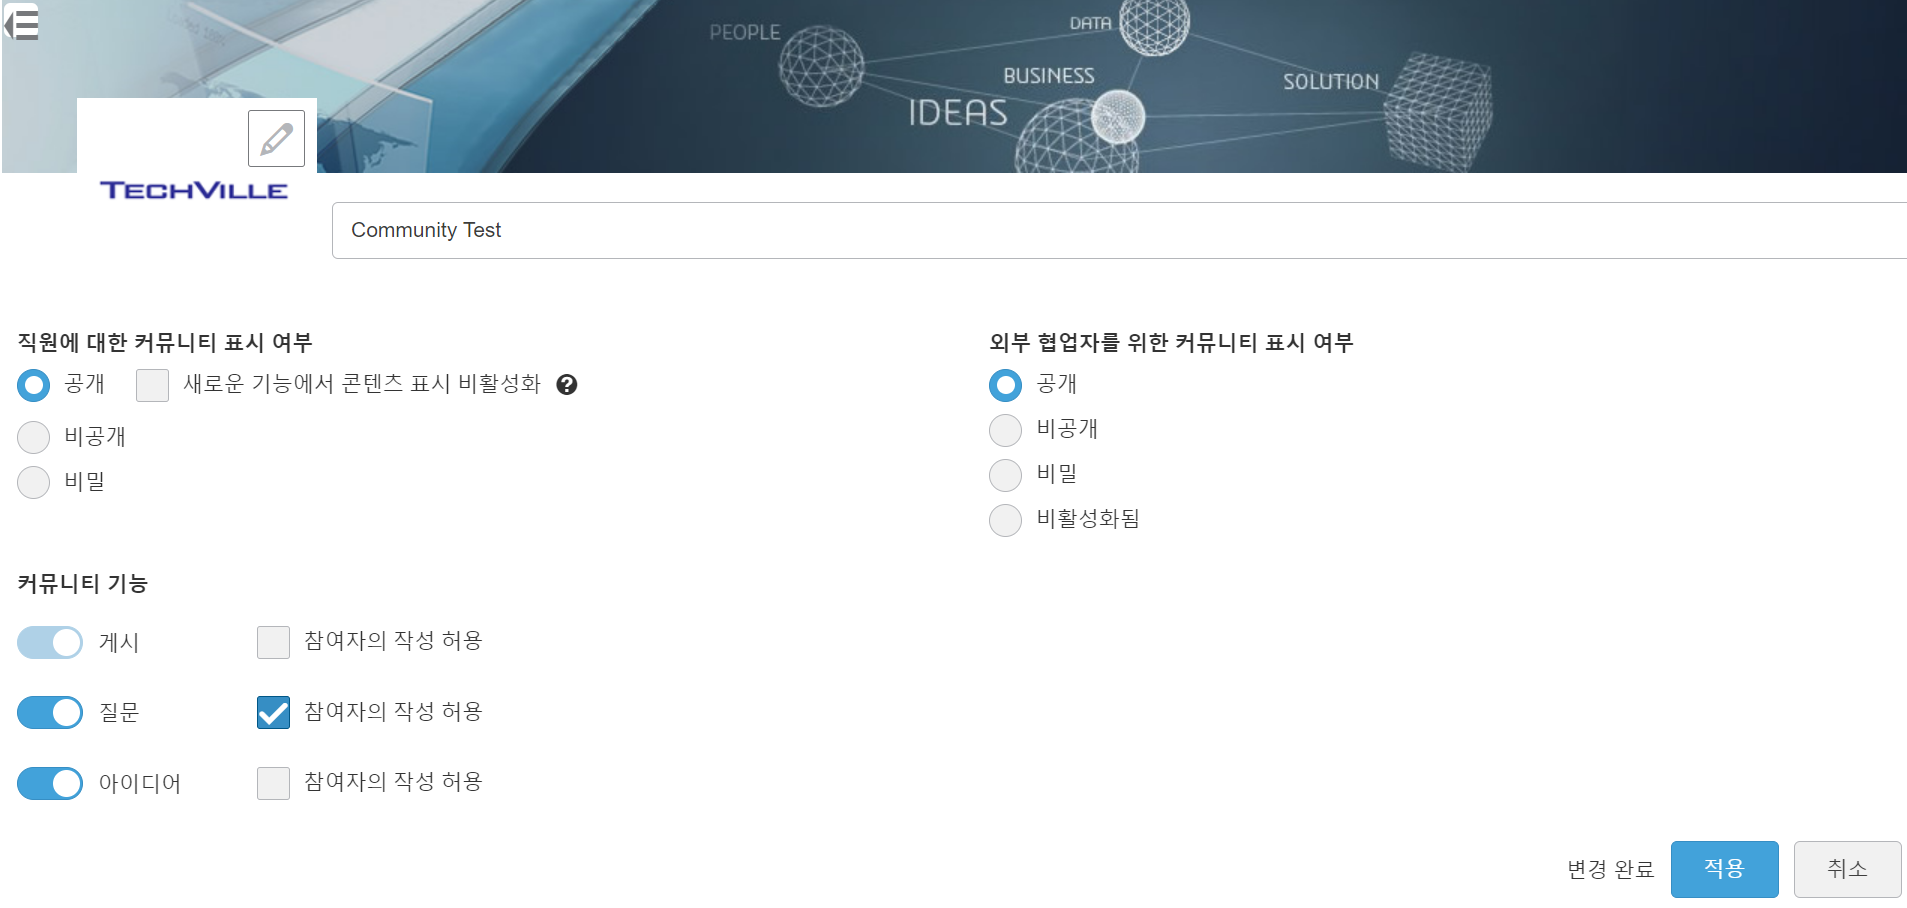 PEOPLE
DATA
BUSINESS
IDEAS
SOLUTION
TECHVILLE
Community Test
직원에 대한 커뮤니티 표시 여부
공개 새로운 기능에서 콘텐츠 표시 비활성화 ?
비공개
비밀
외부 협업자를 위한 커뮤니티 표시 여부
공개
비공개
비밀
비활성화됨
커뮤니티 기능
게시 참여자의 작성 허용
질문 참여자의 작성 허용
아이디어 참여자의 작성 허용
변경 완료 적용 취소